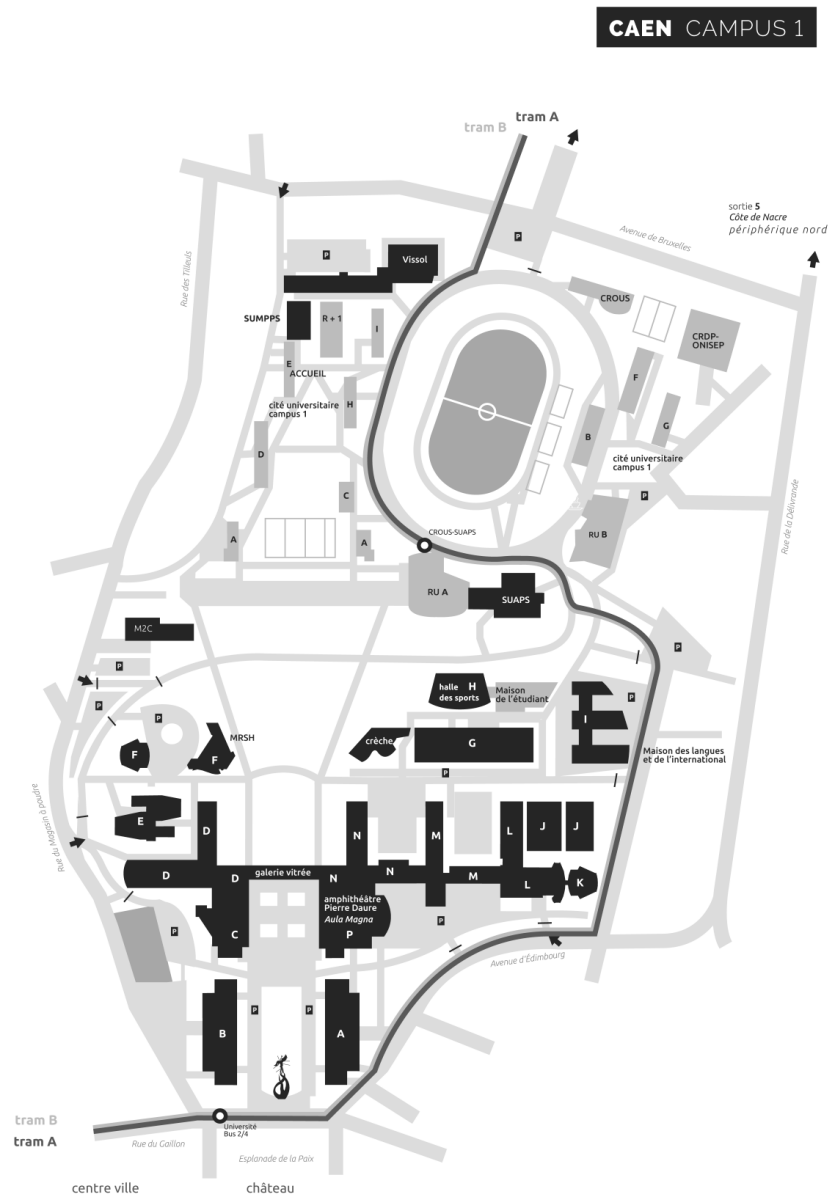 CAEN CAMPUS 1
tram A
tram B
sortie 5
Côte de Nacre
périphérique nord
Avenue de Bruxelles
P
Rue des Tilleuls
P
Vissol
CROUS
SUMPPS
R + 1
I
CRDP-
ONISEP
E
ACCUEIL
F
cité universitaire
campus 1
H
G
B
D
cité universitaire
campus 1
C
P
Rue de la Délivrande
A
A
CROUS-SUAPS
RU B
RU A
SUAPS
M2C
P
P
halle H
des sports
Maison
de l'étudiant
P
P
P
I
MRSH
F
F
crèche
G
Maison des langues
et de l'international
P
Rue du Magasin à poudre
E
D
N
M
L
J
J
D
D
galerie vitrée
N
N
M
L
K
amphithéâtre
Pierre Daure
Aula Magna
P
C
P
P
Avenue d'Édimbourg
P
P
B
A
tram B
tram A
Université
Bus 2/4
Rue du Gaillon
Esplanade de la Paix
centre ville
château